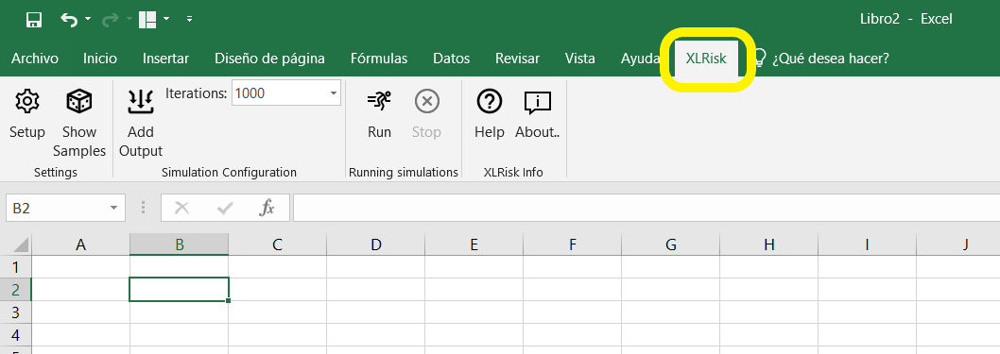 Libro2 - Excel
Archivo Inicio Insertar Diseño de página Fórmulas Datos Revisar Vista Ayuda XLRisk ¿Qué desea hacer?
Iterations: 1000
Setup Show Samples Add Output Run Stop Help About..
Settings Simulation Configuration Running simulations XLRisk Info
B2 fx
A B C D E F G H I J
1
2
3
4